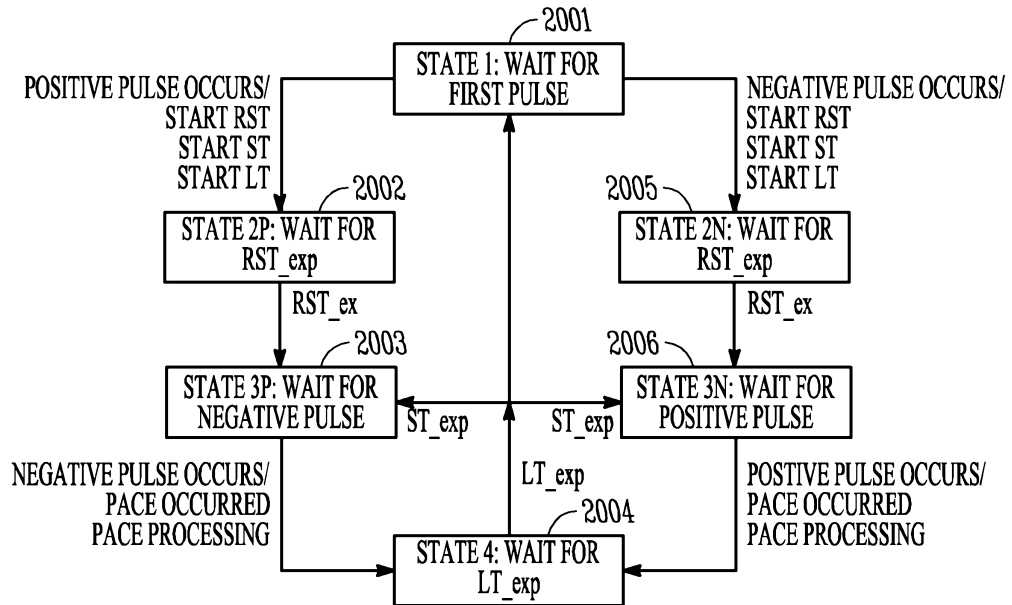 2001
STATE 1: WAIT FOR
FIRST PULSE
POSITIVE PULSE OCCURS/
START RST
START ST
START LT
NEGATIVE PULSE OCCURS/
START RST
START ST
START LT
2002
STATE 2P: WAIT FOR
RST_exp
2005
STATE 2N: WAIT FOR
RST_exp
RST_ex
RST_ex
2003
STATE 3P: WAIT FOR
NEGATIVE PULSE
2006
STATE 3N: WAIT FOR
POSITIVE PULSE
ST_exp
ST_exp
NEGATIVE PULSE OCCURS/
PACE OCCURRED
PACE PROCESSING
LT_exp
POSTIVE PULSE OCCURS/
PACE OCCURRED
PACE PROCESSING
2004
STATE 4: WAIT FOR
LT_exp